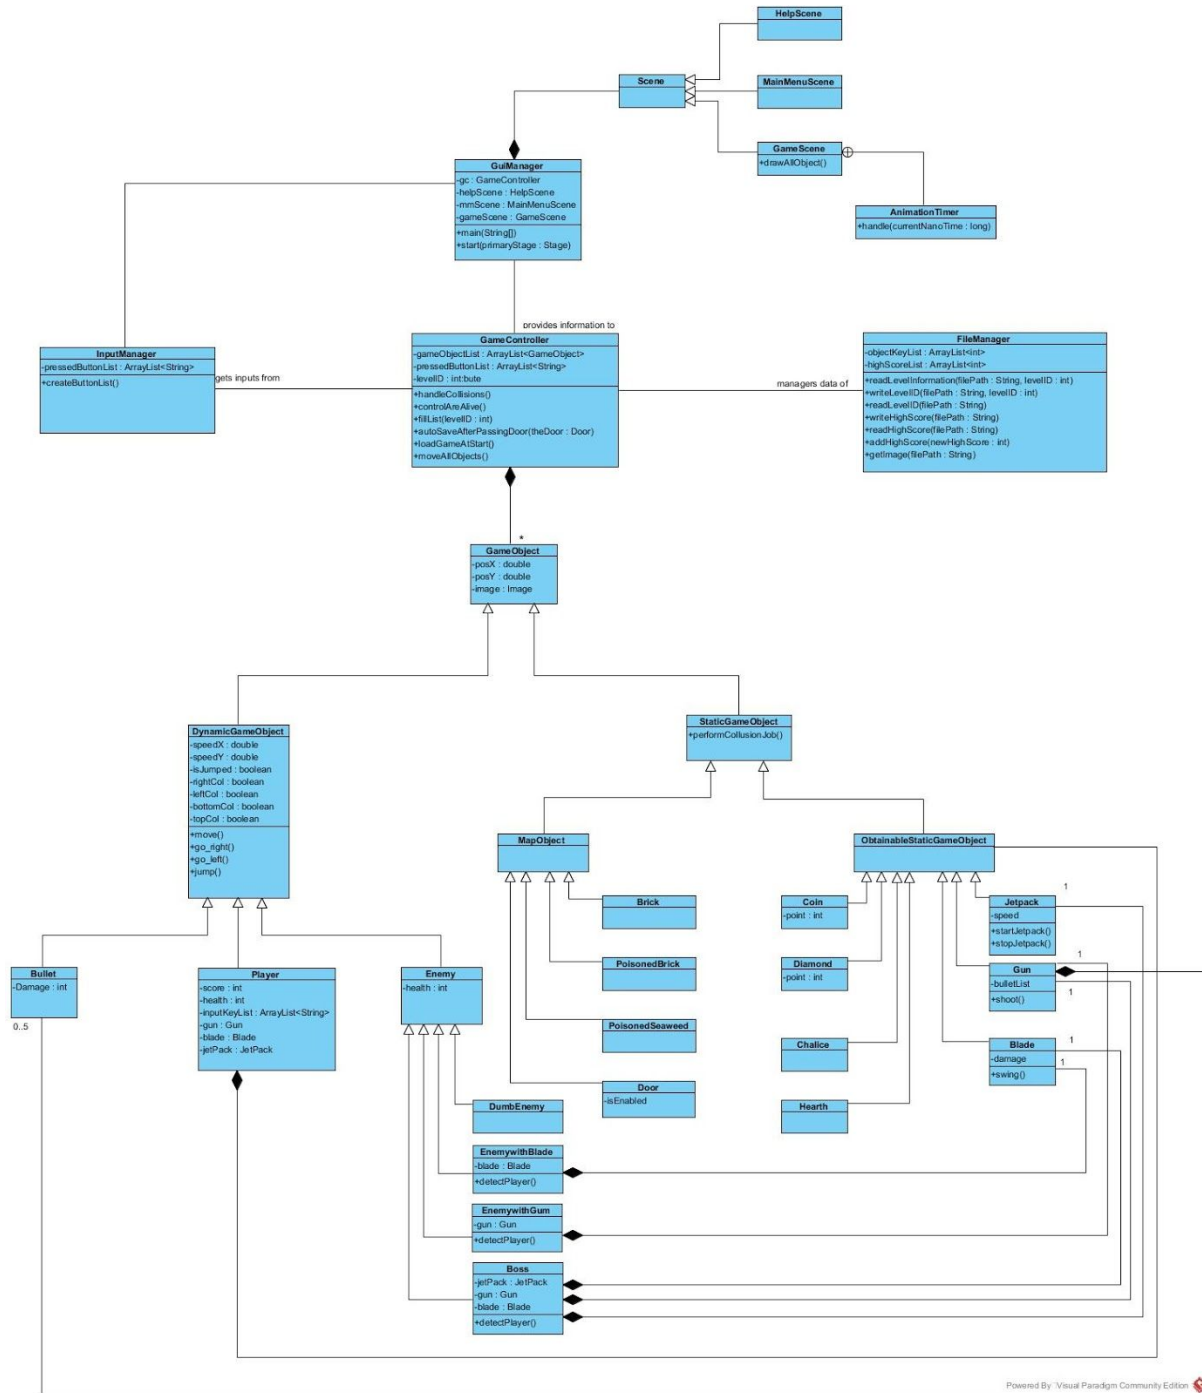 HelpScene
Scene
MainMenuScene
GameScene
+drawAllObject()
AnimationTimer
+handle(currentNanoTime : long)
GuiManager
-gc : GameController
-helpScene : HelpScene
-mmScene : MainMenuScene
-gameScene : GameScene
+main(String[])
+start(primaryStage : Stage)
provides information to
InputManager
-pressedButtonList : ArrayList<String>
+createButtonList()
gets inputs from
GameController
-gameObjectList : ArrayList<GameObject>
-pressedButtonList : ArrayList<String>
-levelID : int:bute
+handleCollisions()
+controlAreAlive()
+fillList(levelID : int)
+autoSaveAfterPassingDoor(theDoor : Door)
+loadGameAtStart()
+moveAllObjects()
managers data of
FileManager
-objectKeyList : ArrayList<int>
-highScoreList : ArrayList<int>
+readLevelInformation(filePath : String, levelID : int)
+writeLevelID(filePath : String, levelID : int)
+readLevelID(filePath : String)
+writeHighScore(filePath : String)
+readHighScore(filePath : String)
+addHighScore(newHighScore : int)
+getImage(filePath : String)
*
GameObject
-posX : double
-posY : double
-image : Image
DynamicGameObject
-speedX : double
-speedY : double
-isJumped : boolean
-rightCol : boolean
-leftCol : boolean
-bottomCol : boolean
-topCol : boolean
+move()
+go_right()
+go_left()
+jump()
StaticGameObject
+performCollusionJob()
MapObject
ObtainableStaticGameObject
Brick
PoisonedBrick
PoisonedSeaweed
Door
-isEnabled
Coin
-point : int
Diamond
-point : int
Chalice
Hearth
1
Jetpack
-speed
+startJetpack()
+stopJetpack()
1
Gun
-bulletList
+shoot()
1
1
Blade
-damage
+swing()
1
Bullet
-Damage : int
0..5
Player
-score : int
-health : int
-inputKeyList : ArrayList<String>
-gun : Gun
-blade : Blade
-jetPack : JetPack
Enemy
-health : int
DumbEnemy
EnemywithBlade
-blade : Blade
+detectPlayer()
EnemywithGum
-gun : Gun
+detectPlayer()
Boss
-jetPack : JetPack
-gun : Gun
-blade : Blade
+detectPlayer()
Powered By Visual Paradigm Community Edition